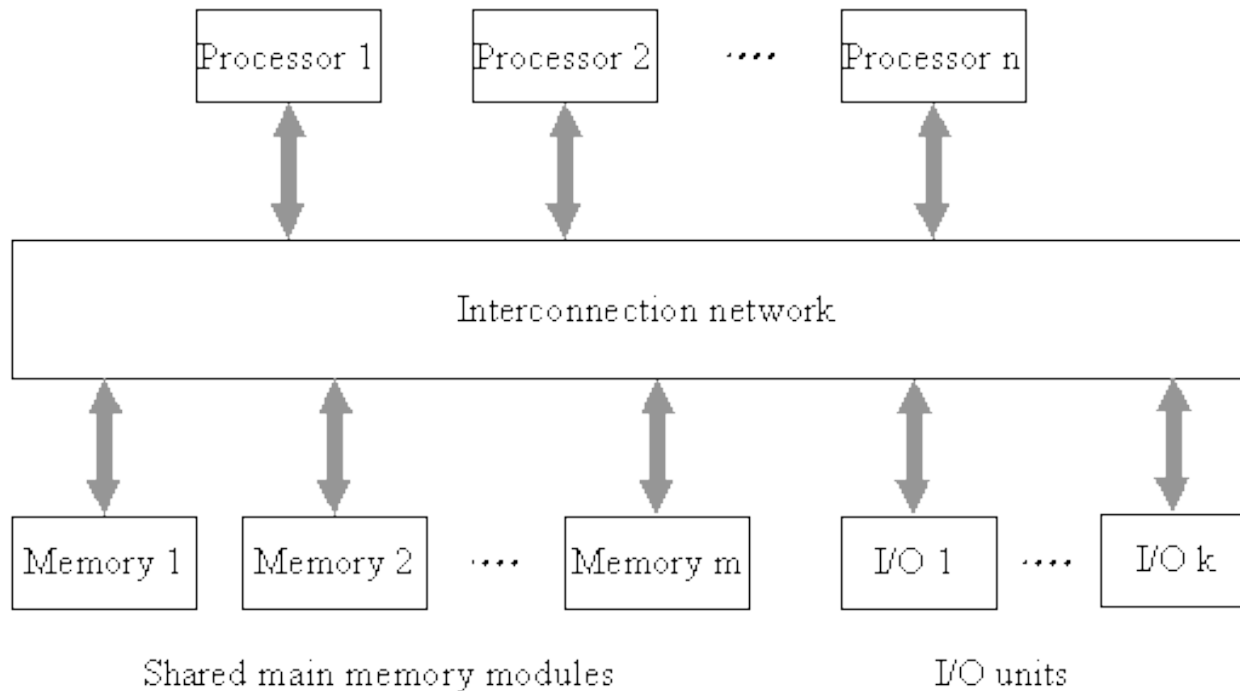 Processor 1
Processor 2
....
Processor n
Interconnection network
Memory 1
Memory 2
....
Memory m
I/O 1
....
I/O k
Shared main memory modules
I/O units